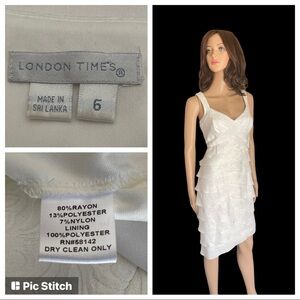 LONDON TIMES®
MADE IN
SRI LANKA
6
80%RAYON
13%POLYESTER
7%NYLON
LINING
100%POLYESTER
RN#58142
DRY CLEAN ONLY
Pic Stitch